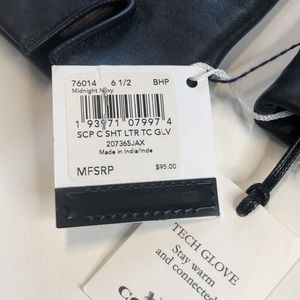 76014 6 1/2 BHP
Midnight Navy
1 93971 07997 4
SCP C SHT LTR TC GLV
20736SJAX
Made in India/Inde
MFSRP $95.00
TECH GLOVE
Stay warm
and connected